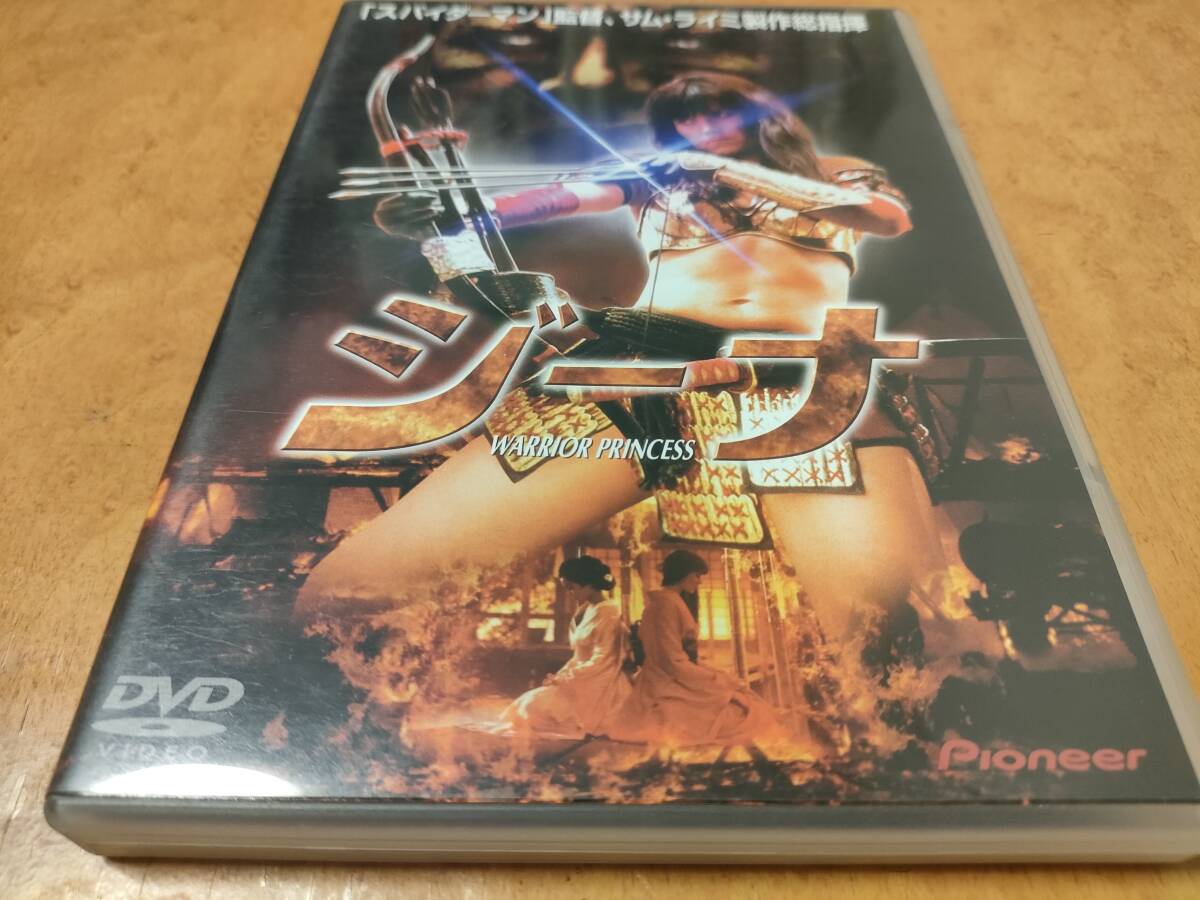 「スパイダーマン」監督、サム・ライミ製作総指揮
ジーナ
WARRIOR PRINCESS
DVD
VIDEO
Pioneer